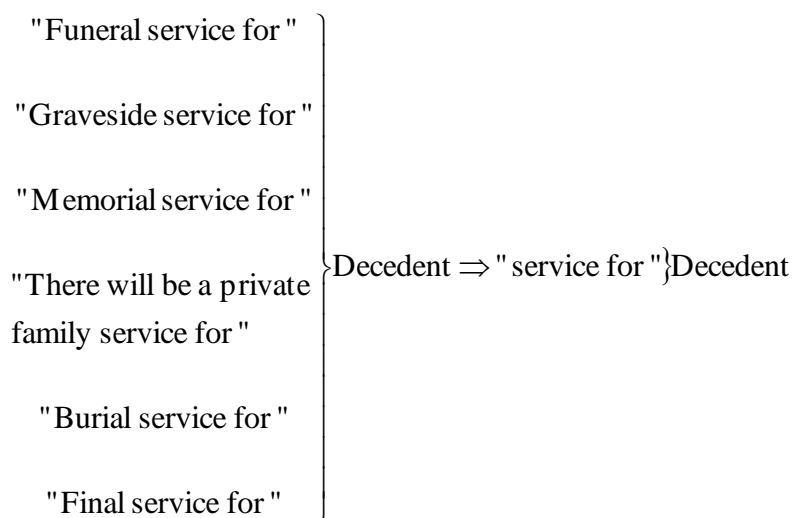 "Funeral service for"
"Graveside service for"
"Memorial service for"
"There will be a private
family service for"
"Burial service for"
"Final service for"
}Decedent ⇒ " service for "}Decedent